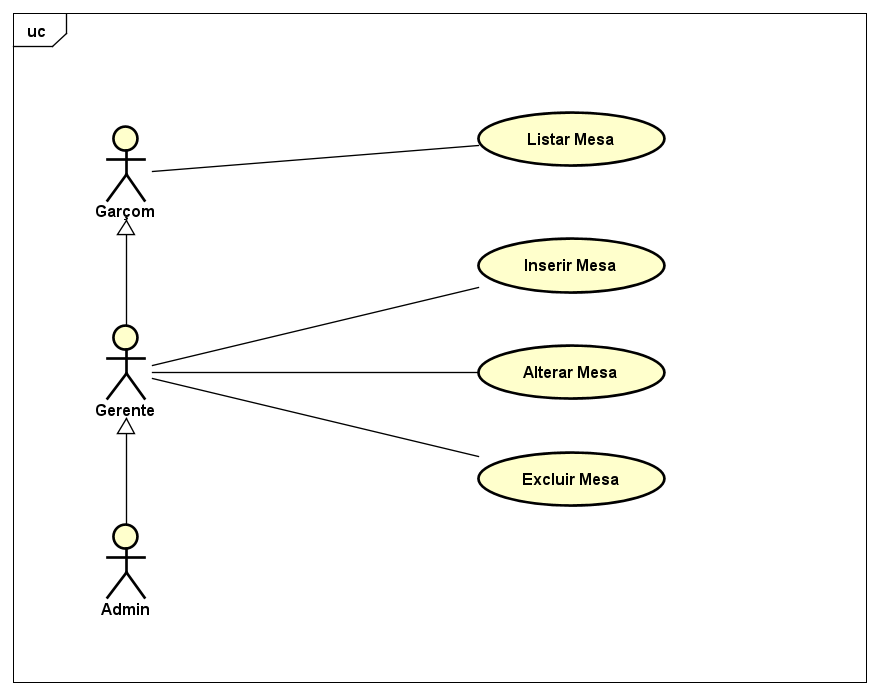 uc
Listar Mesa
Garçom
Inserir Mesa
Alterar Mesa
Gerente
Excluir Mesa
Admin